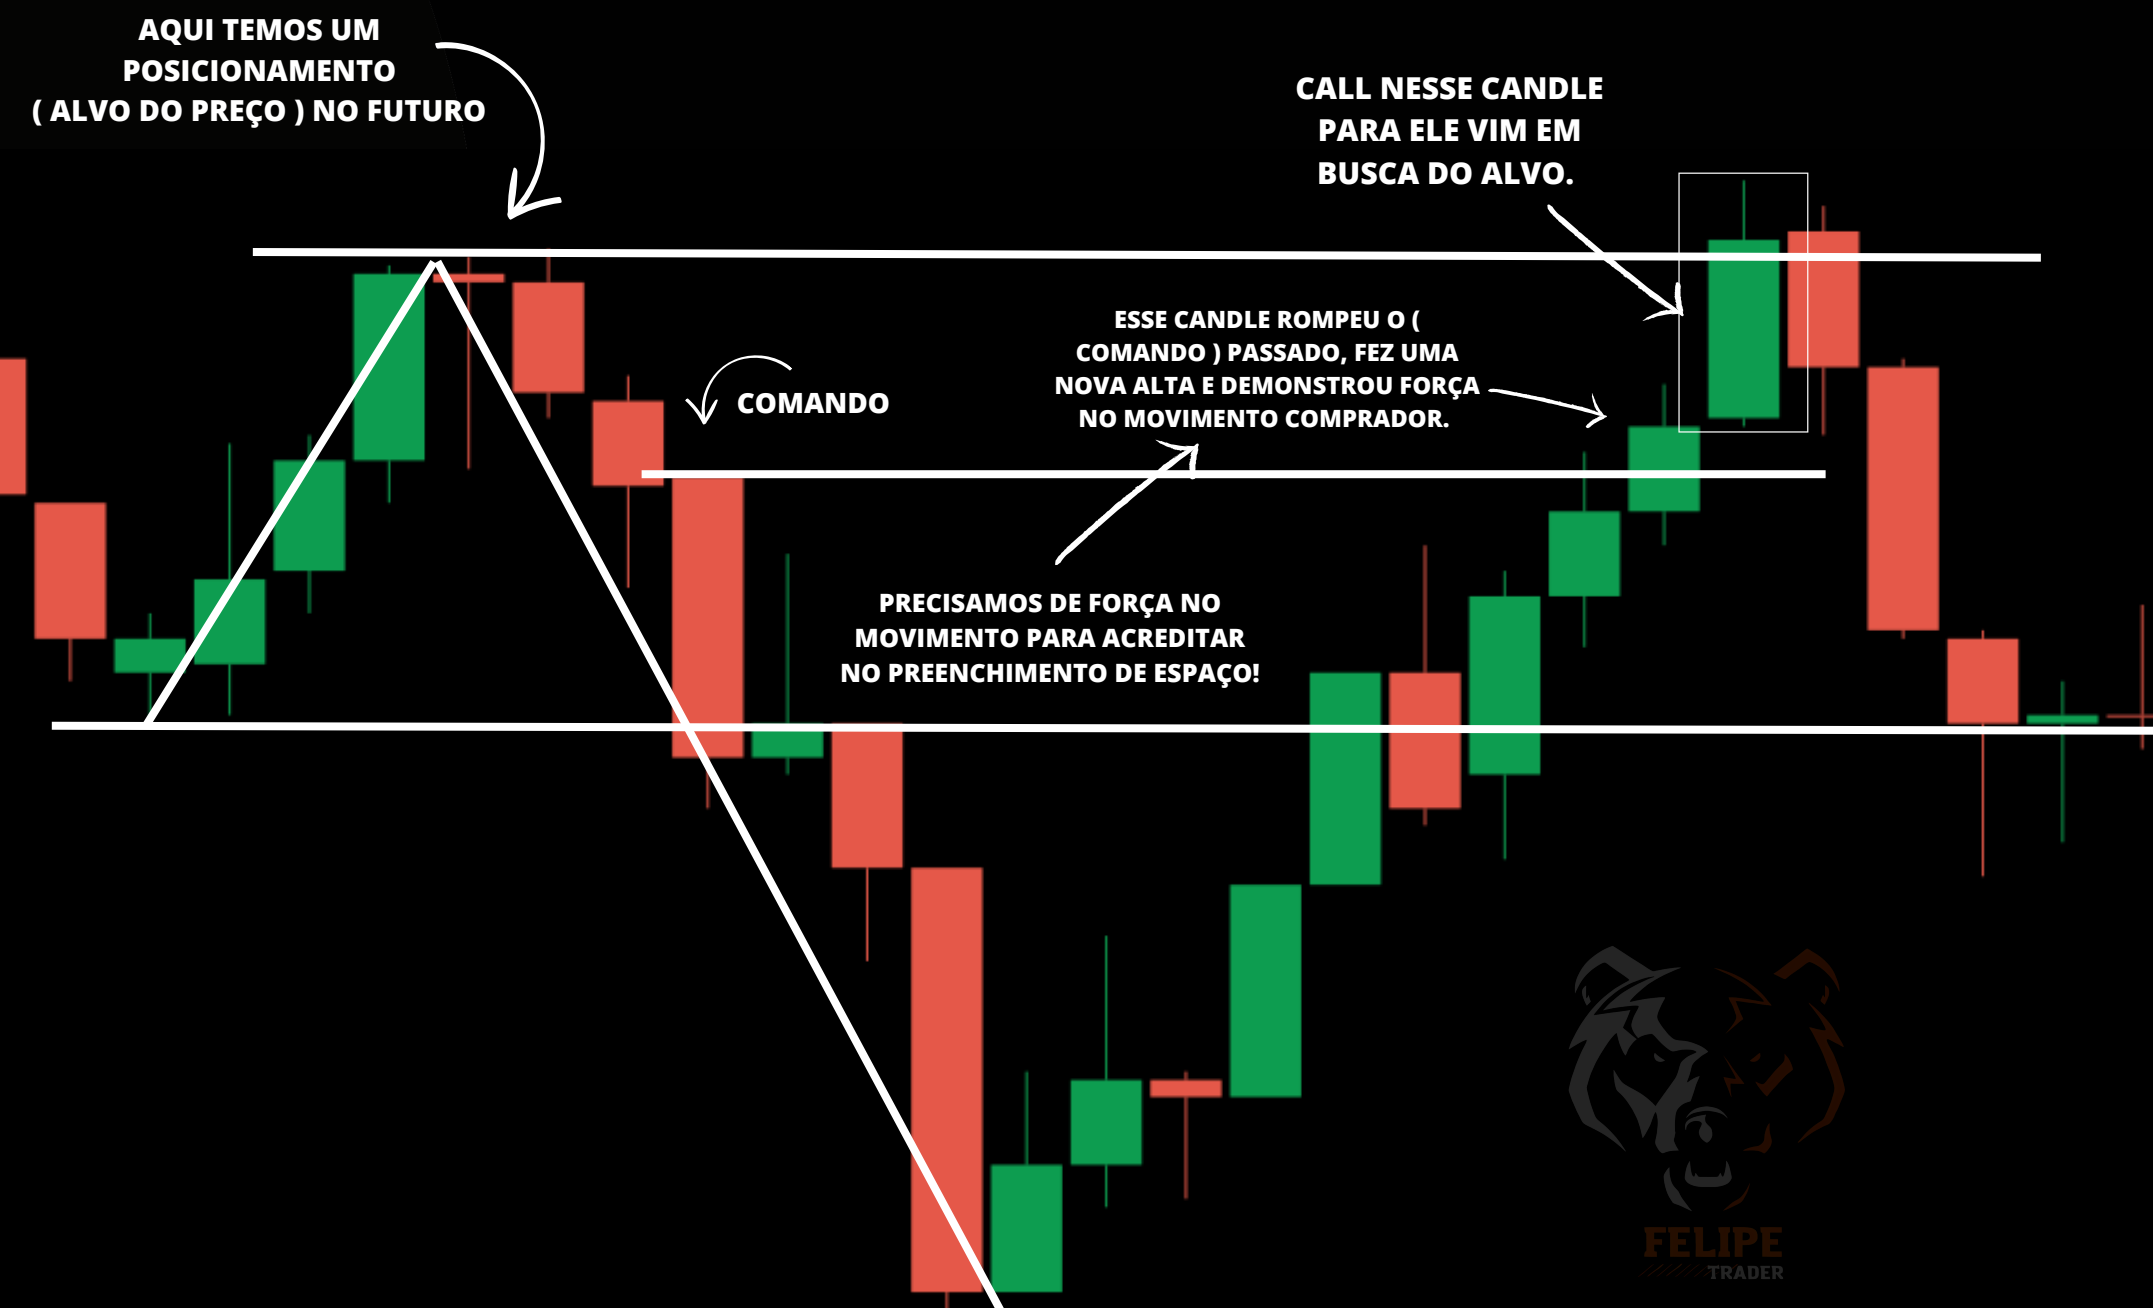 AQUI TEMOS UM
POSICIONAMENTO
( ALVO DO PREÇO ) NO FUTURO
CALL NESSE CANDLE
PARA ELE VIM EM
BUSCA DO ALVO.
ESSE CANDLE ROMPEU O (
COMANDO ) PASSADO, FEZ UMA
NOVA ALTA E DEMONSTROU FORÇA
NO MOVIMENTO COMPRADOR.
COMANDO
PRECISAMOS DE FORÇA NO
MOVIMENTO PARA ACREDITAR
NO PREENCHIMENTO DE ESPAÇO!
FELIPE
TRADER